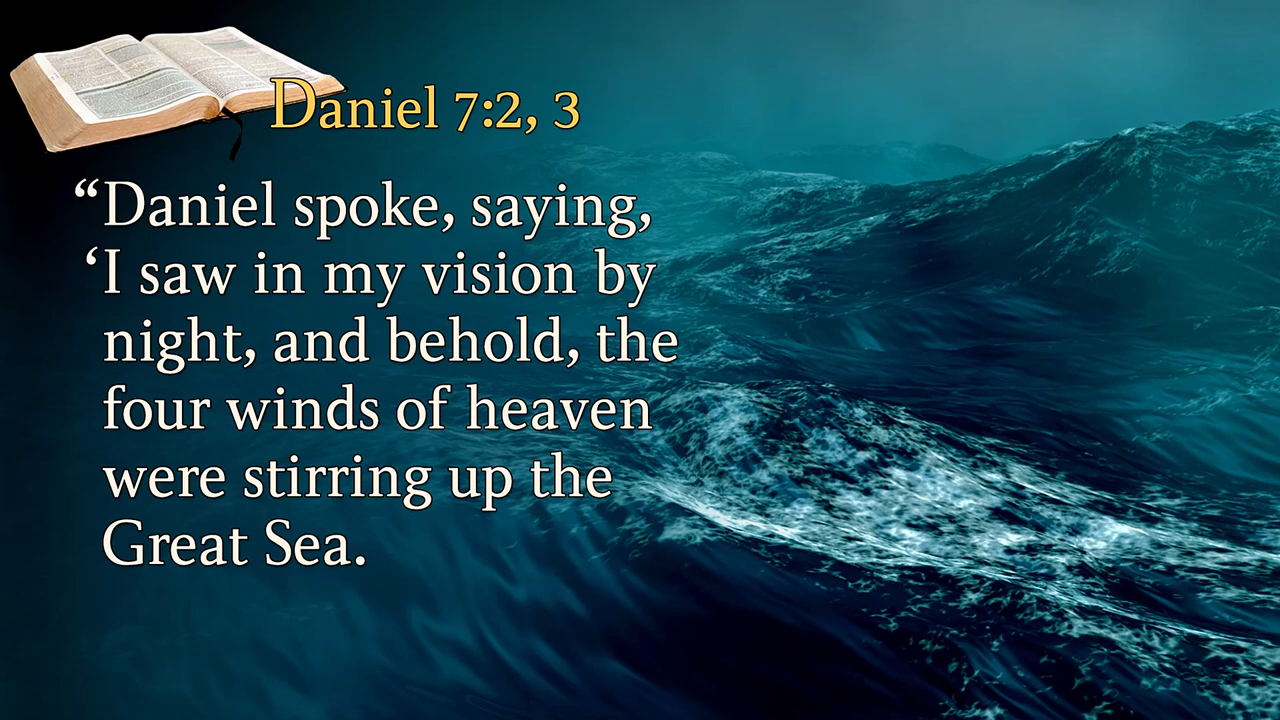 Daniel 7:2, 3
“Daniel spoke, saying,
‘I saw in my vision by
night, and behold, the
four winds of heaven
were stirring up the
Great Sea.